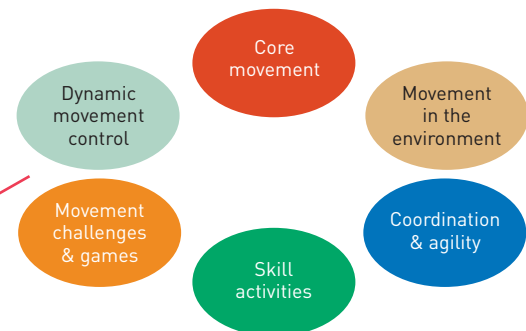 Core
movement
Dynamic
movement
control
Movement
in the
environment
Movement
challenges
& games
Coordination
& agility
Skill
activities